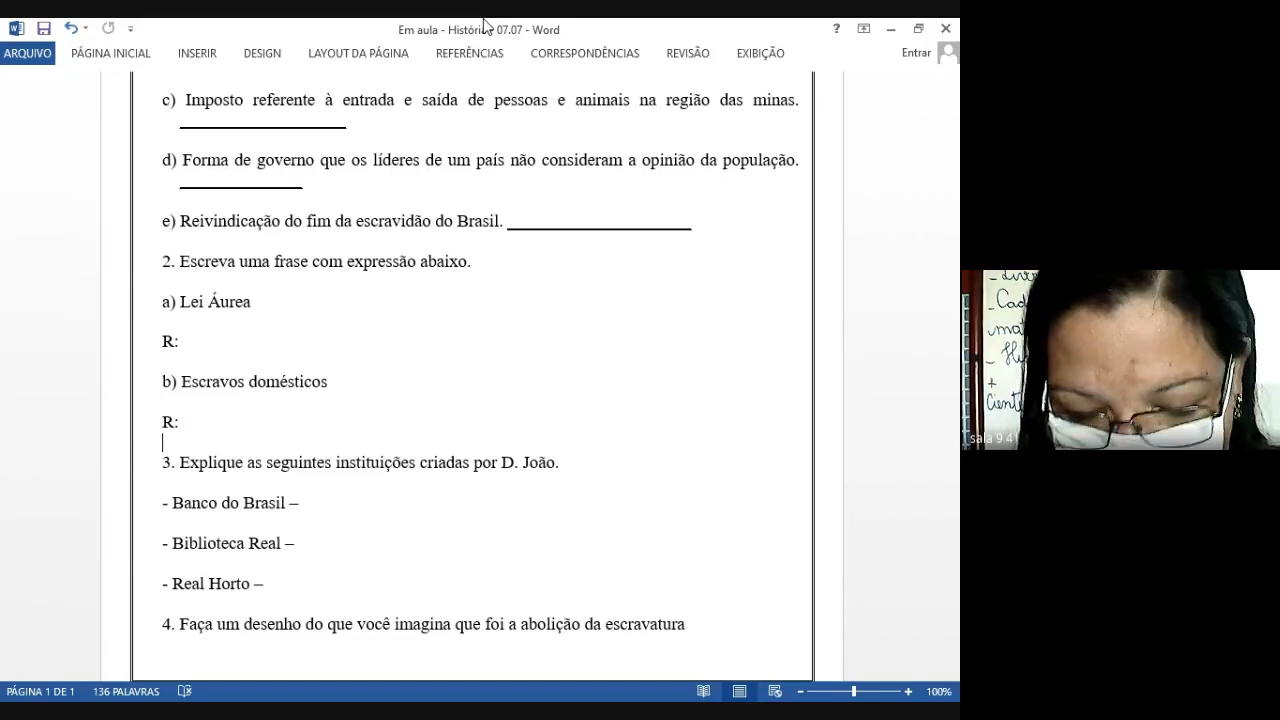 Em aula - História 07.07 - Word
?
ARQUIVO PÁGINA INICIAL INSERIR DESIGN LAYOUT DA PÁGINA REFERÊNCIAS CORRESPONDÊNCIAS REVISÃO EXIBIÇÃO Entrar
c) Imposto referente à entrada e saída de pessoas e animais na região das minas.
d) Forma de governo que os líderes de um país não consideram a opinião da população.
e) Reivindicação do fim da escravidão do Brasil.
2. Escreva uma frase com expressão abaixo.
a) Lei Áurea
R:
b) Escravos domésticos
R:
3. Explique as seguintes instituições criadas por D. João.
- Banco do Brasil –
- Biblioteca Real –
- Real Horto –
4. Faça um desenho do que você imagina que foi a abolição da escravatura
PÁGINA 1 DE 1 136 PALAVRAS 100%
sala 9 41